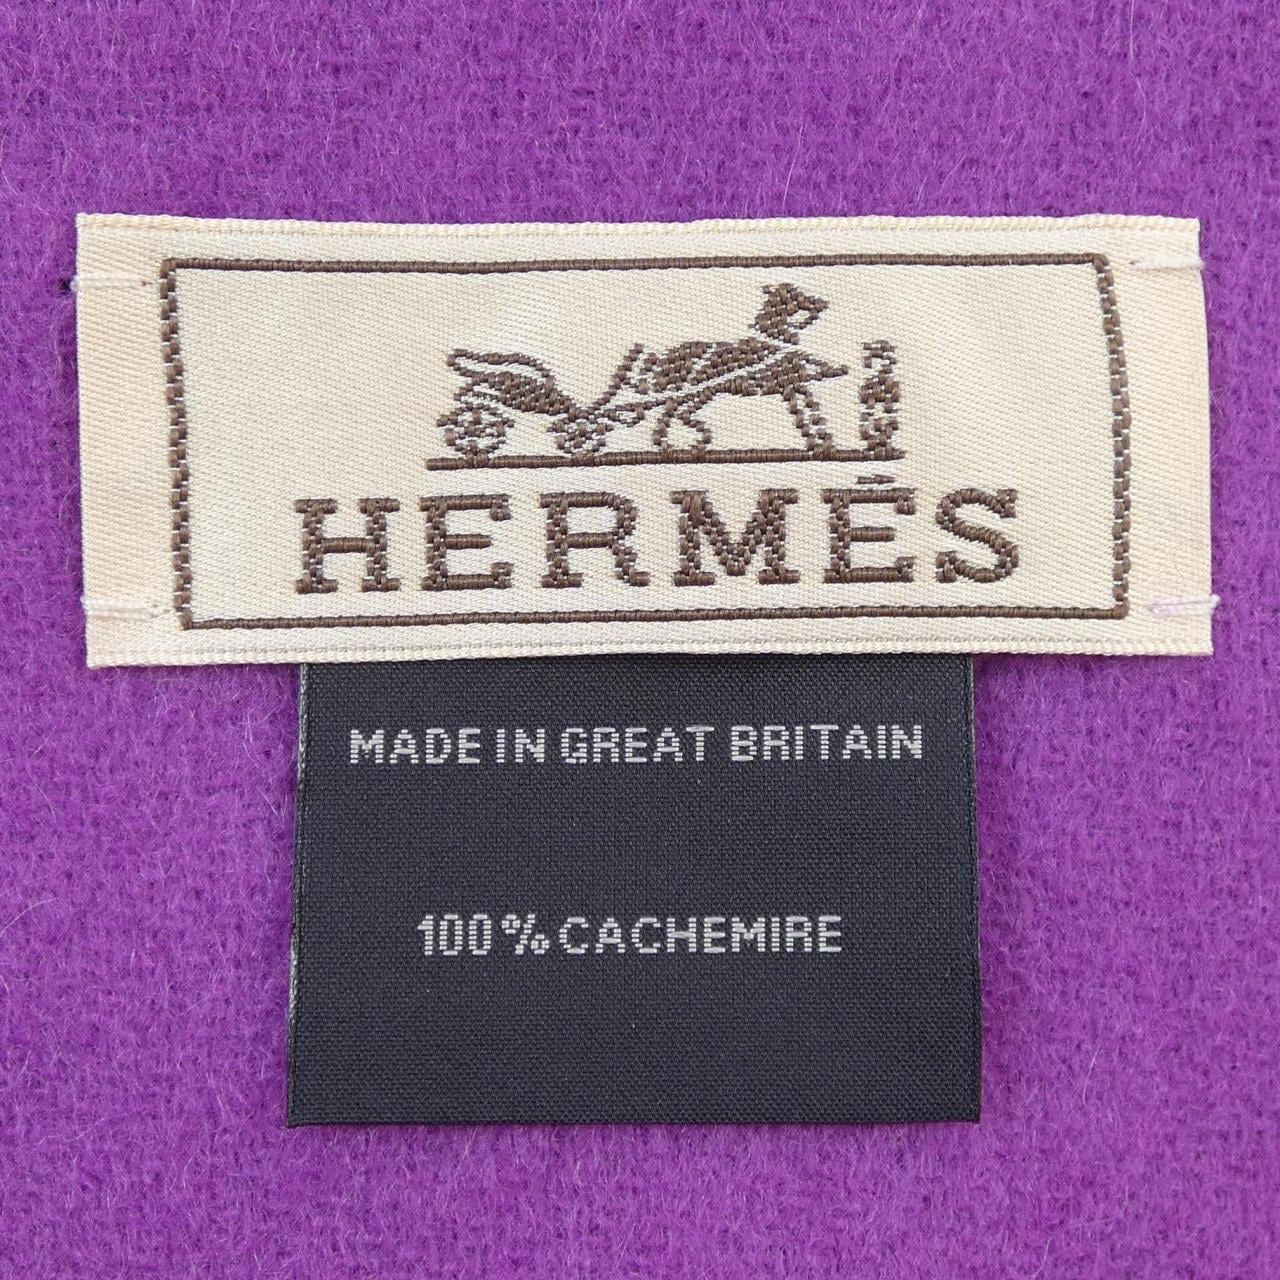 HERMÈS
MADE IN GREAT BRITAIN
100% CACHEMIRE